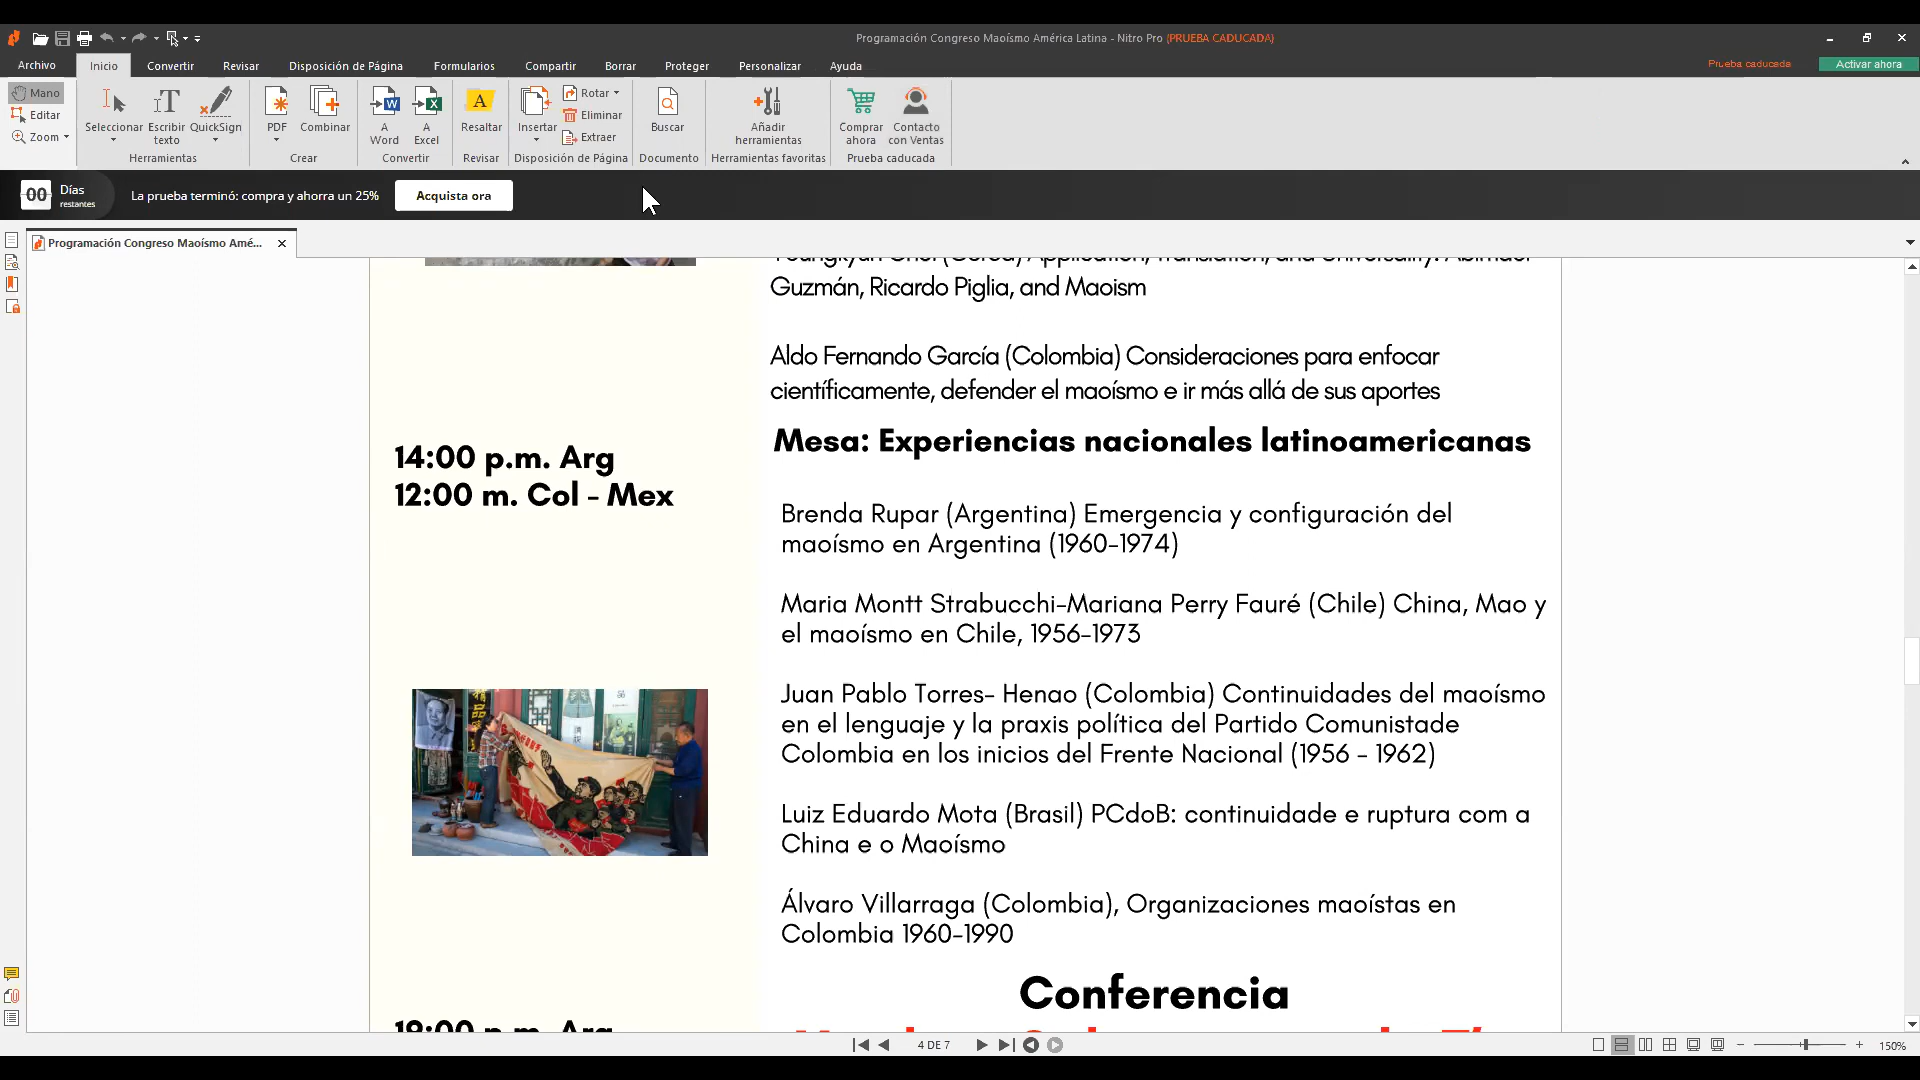 Programación Congreso Maoísmo América Latina - Nitro Pro (PRUEBA CADUCADA)
Archivo
Inicio
Convertir
Revisar
Disposición de Página
Formularios
Compartir
Borrar
Proteger
Personalizar
Ayuda
Prueba caducada
Activar ahora
Mano
Editar
Zoom
Seleccionar
Escribir
texto
QuickSign
Herramientas
PDF
Combinar
Crear
A
Word
A
Excel
Convertir
Resaltar
Revisar
Insertar
Rotar
Eliminar
Extraer
Disposición de Página
Buscar
Documento
Añadir
herramientas
Herramientas favoritas
Comprar
ahora
Contacto
con Ventas
Prueba caducada
00
Días
restantes
La prueba terminó: compra y ahorra un 25%
Acquista ora
Programación Congreso Maoísmo Amé...
Guzmán, Ricardo Piglia, and Maoism
Aldo Fernando García (Colombia) Consideraciones para enfocar
científicamente, defender el maoísmo e ir más allá de sus aportes
14:00 p.m. Arg
12:00 m. Col - Mex
Mesa: Experiencias nacionales latinoamericanas
Brenda Rupar (Argentina) Emergencia y configuración del
maoísmo en Argentina (1960-1974)
Maria Montt Strabucchi-Mariana Perry Fauré (Chile) China, Mao y
el maoísmo en Chile, 1956-1973
Juan Pablo Torres- Henao (Colombia) Continuidades del maoísmo
en el lenguaje y la praxis política del Partido Comunistade
Colombia en los inicios del Frente Nacional (1956 - 1962)
Luiz Eduardo Mota (Brasil) PCdoB: continuidade e ruptura com a
China e o Maoísmo
Álvaro Villarraga (Colombia), Organizaciones maoístas en
Colombia 1960-1990
Conferencia
4 DE 7
150%